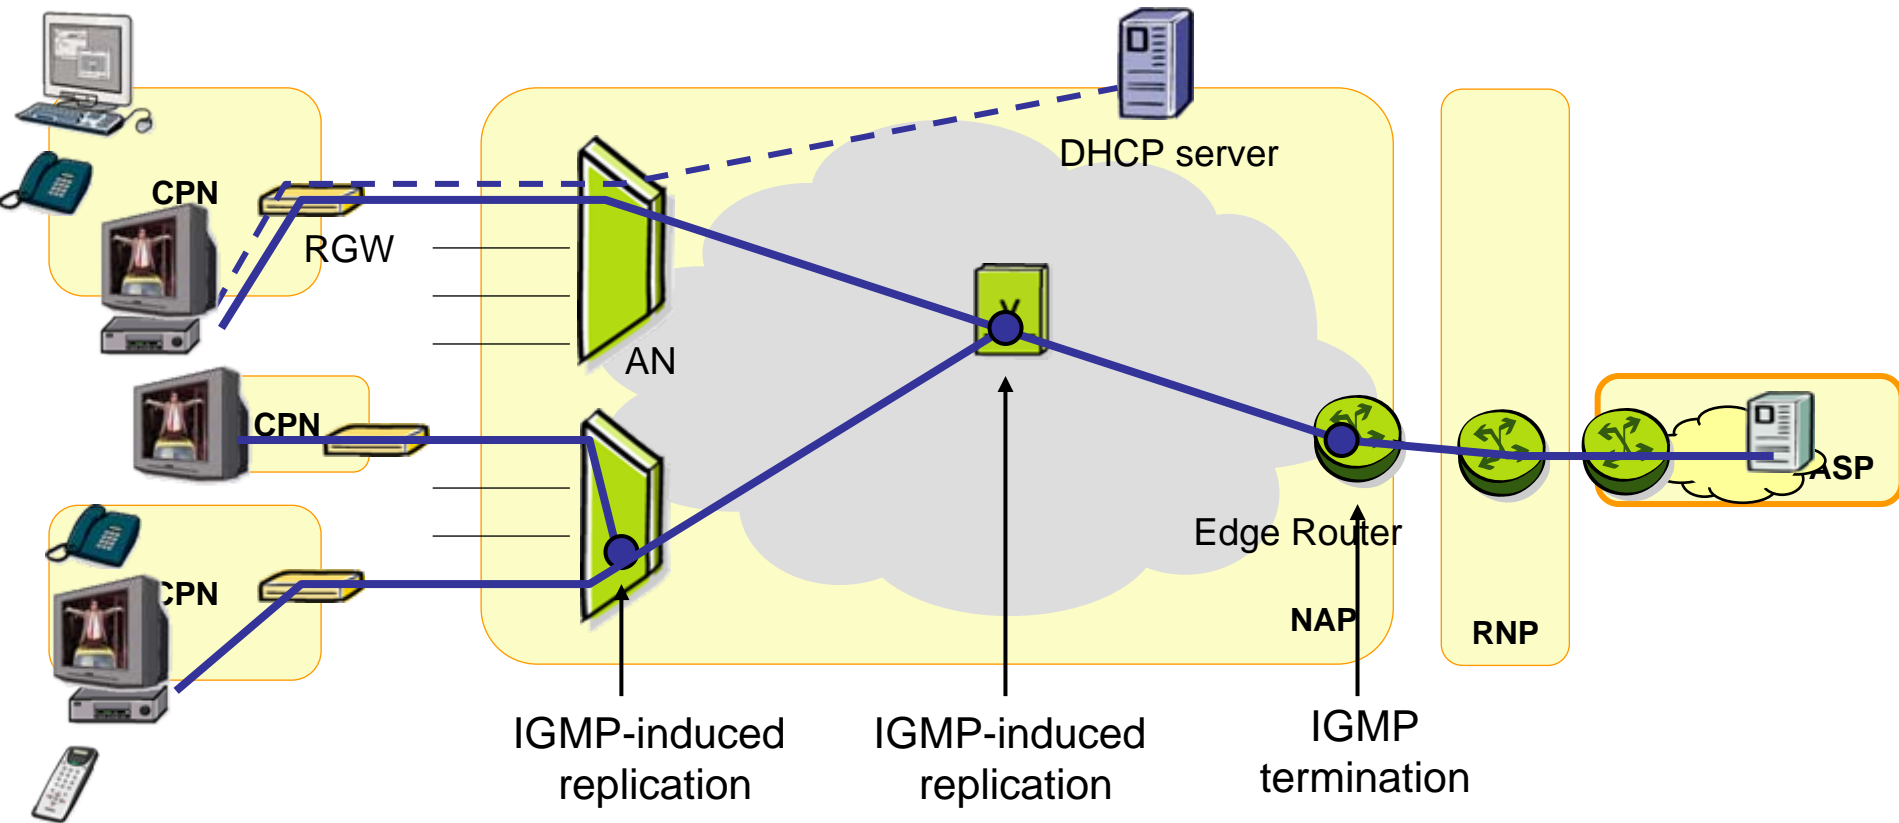 DHCP server
CPN
RGW
AN
CPN
ASP
Edge Router
CPN
NAP
RNP
IGMP-induced
replication
IGMP-induced
replication
IGMP
termination